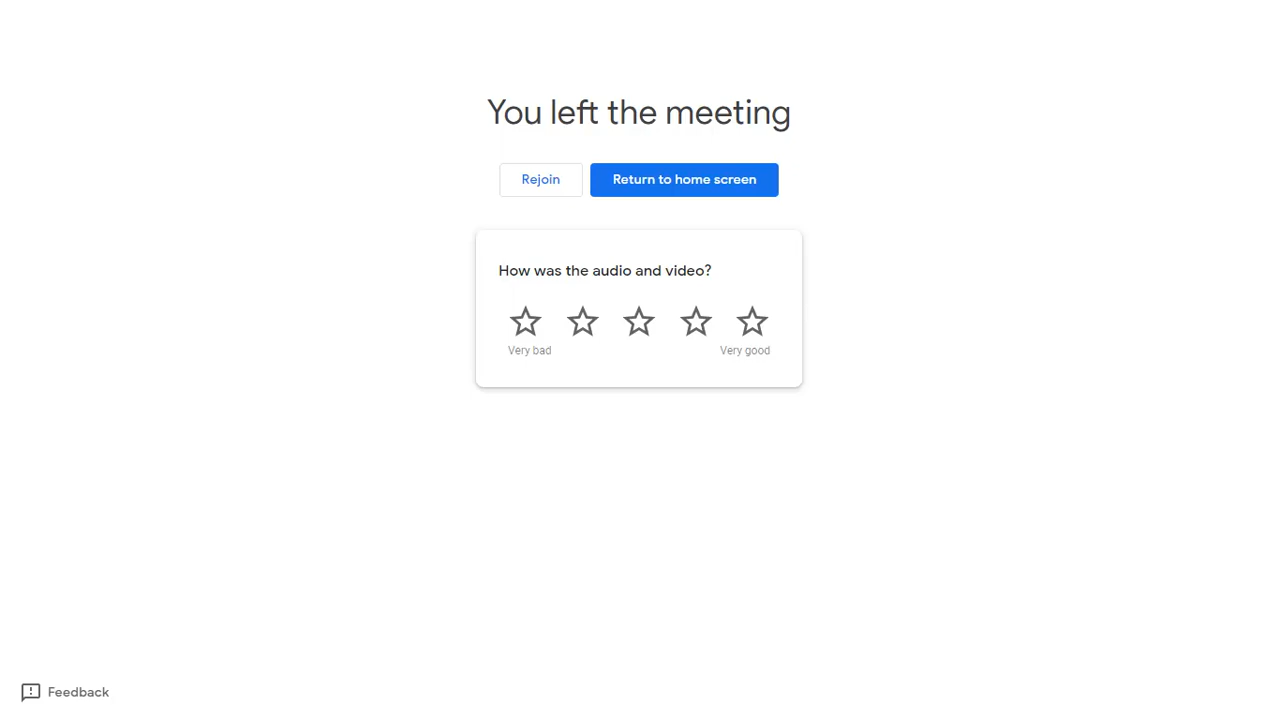 You left the meeting
Rejoin
Return to home screen
How was the audio and video?
Very bad
Very good
Feedback